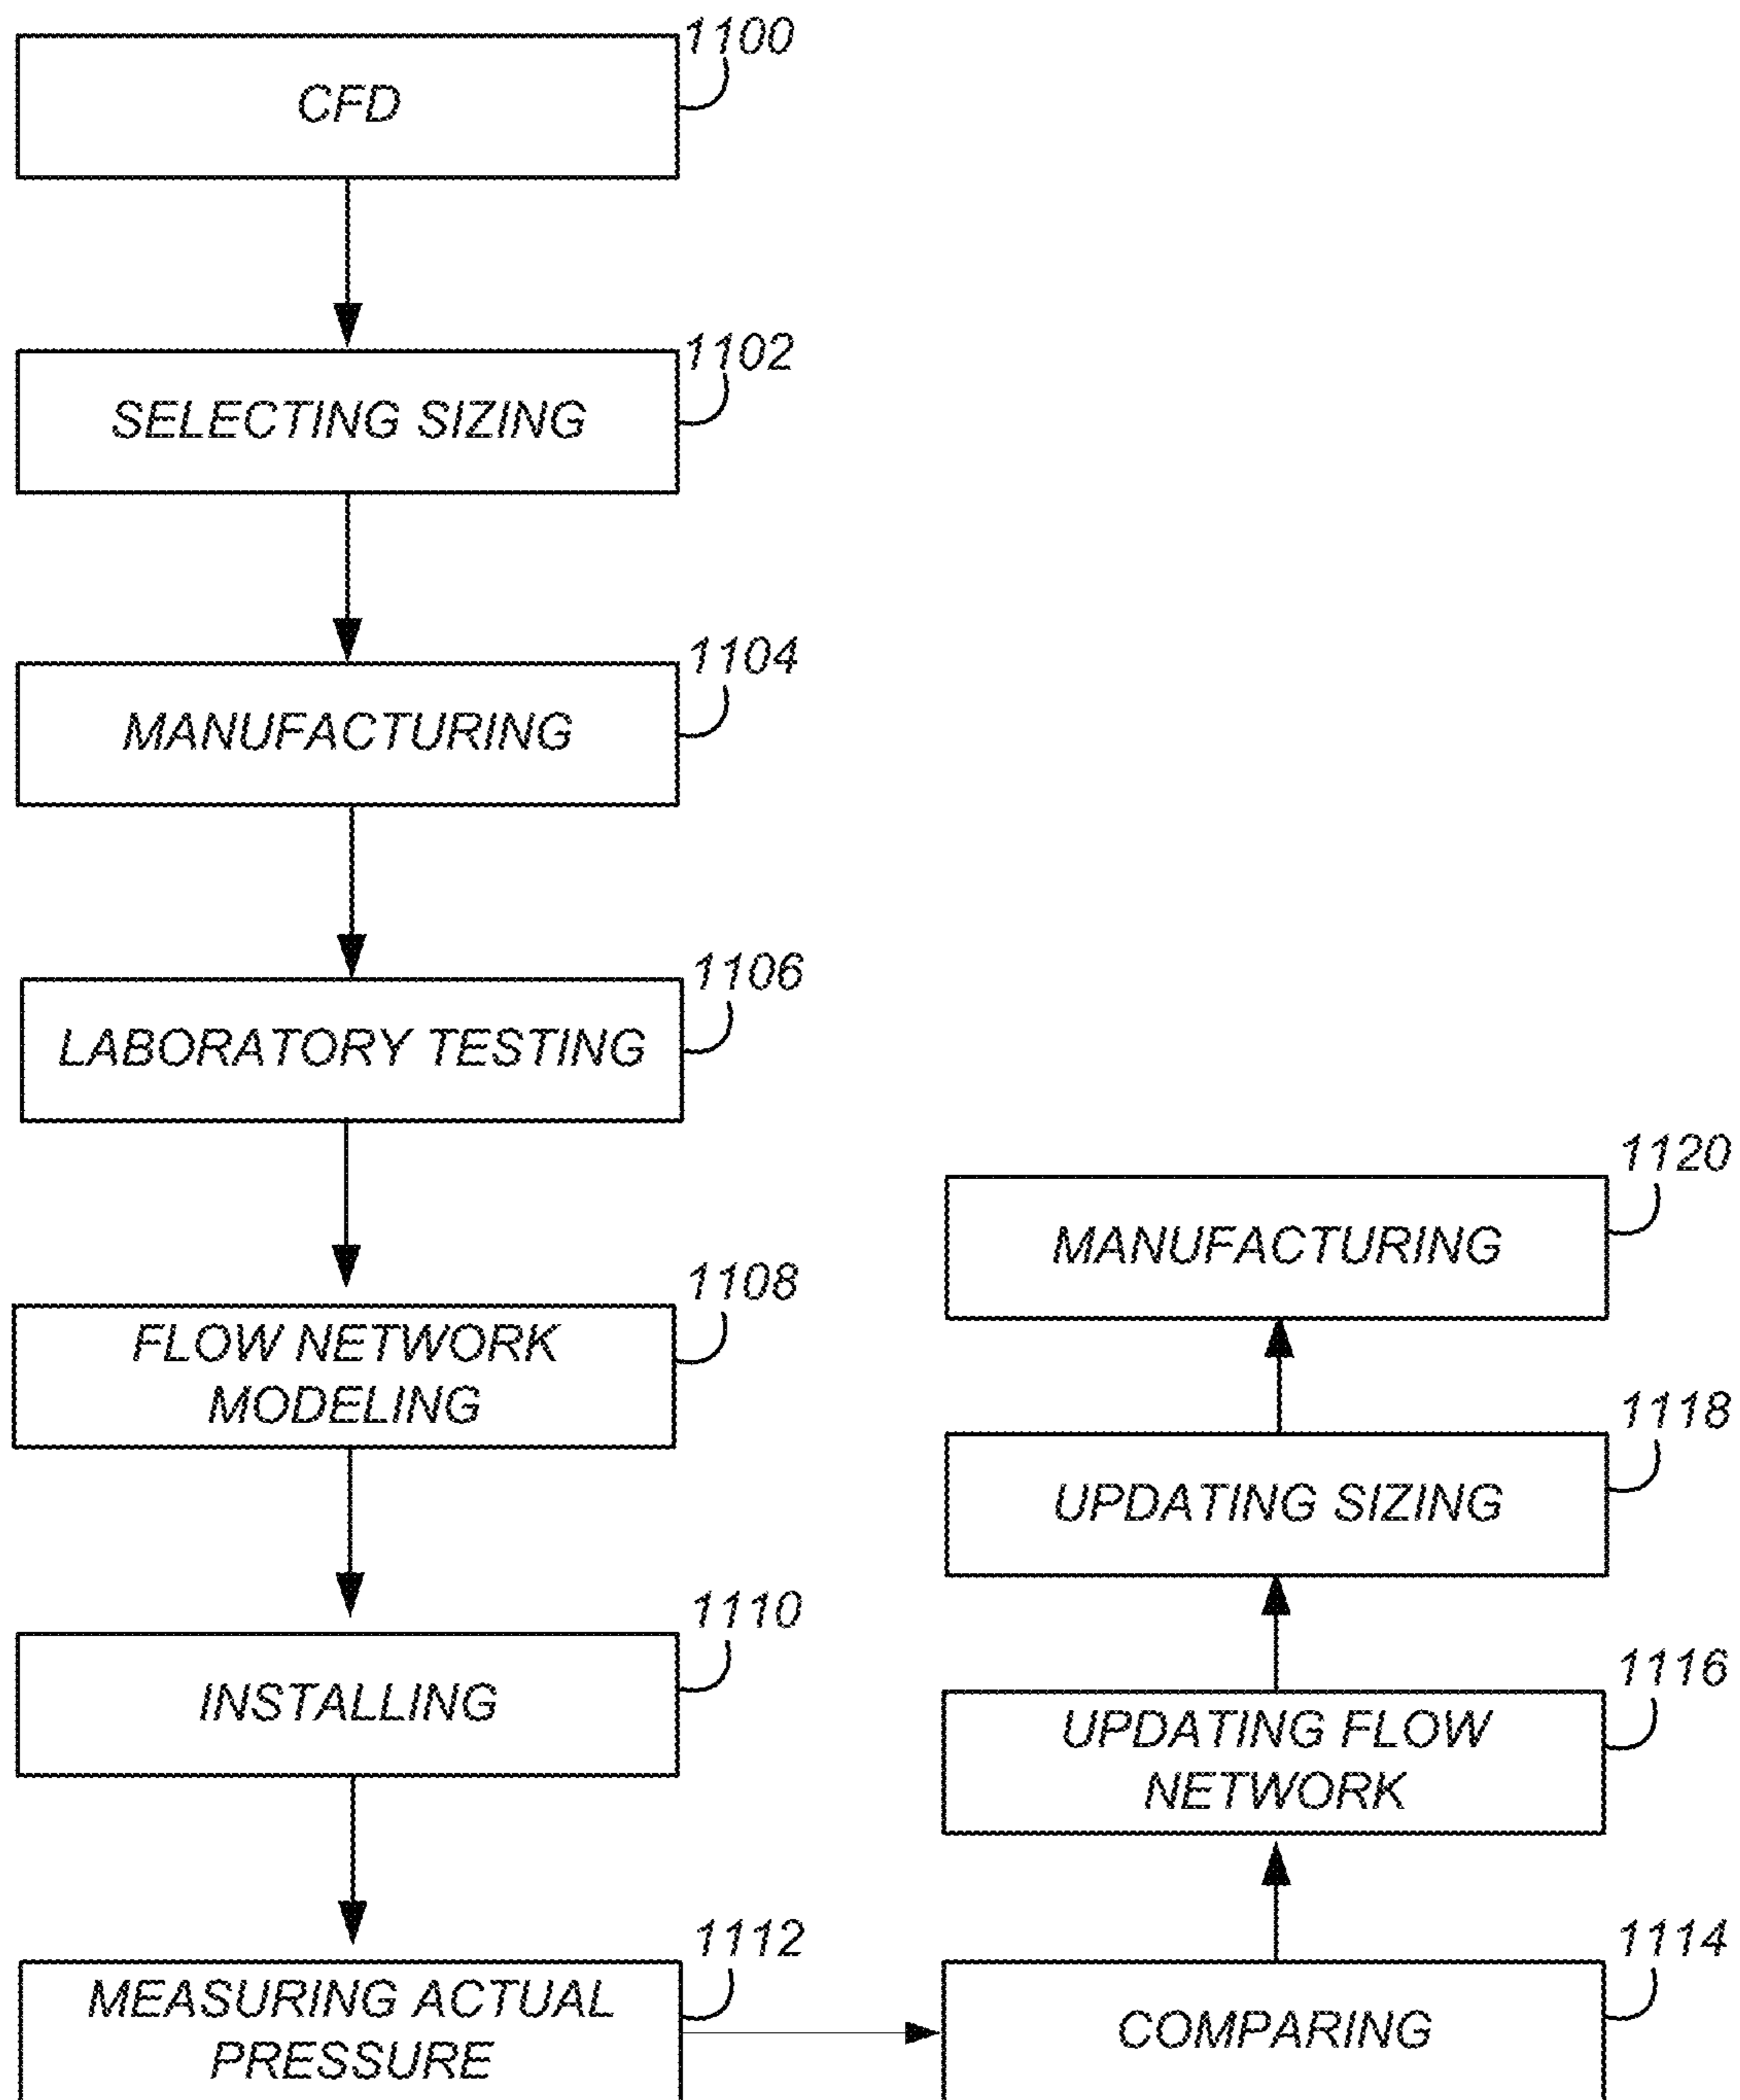 1100
CFD
1102
SELECTING SIZING
1104
MANUFACTURING
1106
LABORATORY TESTING
1108
FLOW NETWORK
MODELING
1110
INSTALLING
1112
MEASURING ACTUAL
PRESSURE
1114
COMPARING
1116
UPDATING FLOW
NETWORK
1118
UPDATING SIZING
1120
MANUFACTURING